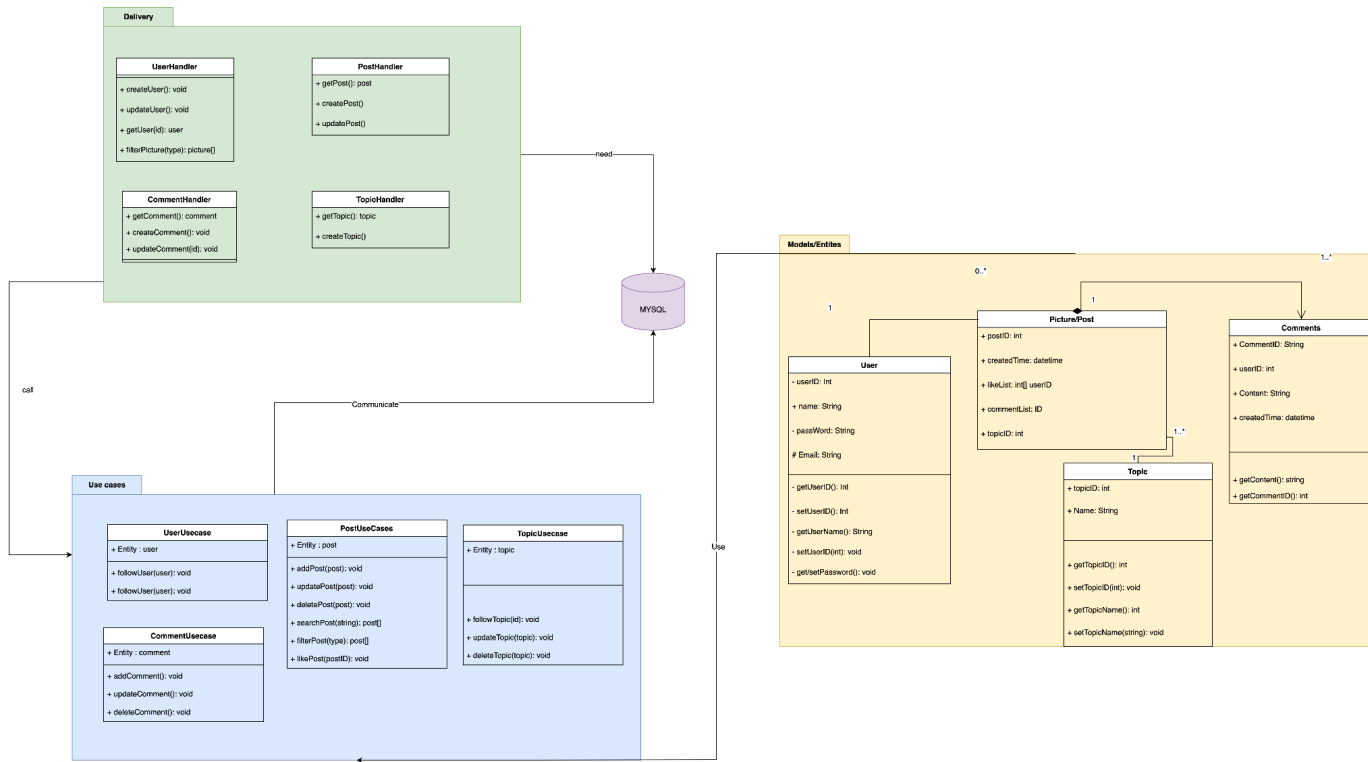 Delivery
UserHandler
+ createUser(): void
+ updateUser(): void
+ getUser(id): user
+ filterPicture(type): picture[]
PostHandler
+ getPost(): post
+ createPost()
+ updatePost()
CommentHandler
+ getComment(): comment
+ createComment(): void
+ updateComment(id): void
TopicHandler
+ getTopic(): topic
+ createTopic()
need
MYSQL
call
Communicate
Use
Use cases
UserUsecase
+ Entity : user
+ followUser(user): void
+ followUser(user): void
PostUseCases
+ Entity : post
+ addPost(post): void
+ updatePost(post): void
+ deletePost(post): void
+ searchPost(string): post[]
+ filterPost(type): post[]
+ likePost(postID): void
TopicUsecase
+ Entity : topic
+ followTopic(id): void
+ updateTopic(topic): void
+ deleteTopic(topic): void
CommentUsecase
+ Entity : comment
+ addComment(): void
+ updateComment(): void
+ deleteComment(): void
Models/Entites
1
0..*
1
1..*
User
- userID: Int
+ name: String
- passWord: String
# Email: String
- getUserID(): Int
- setUserID(): Int
- getUserName(): String
- setUserID(int): void
- get/setPassword(): void
Picture/Post
+ postID: int
+ createdTime: datetime
+ likeList: int[] userID
+ commentList: ID
+ topicID: int
1..*
1
Topic
+ topicID: int
+ Name: String
+ getTopicID(): int
+ setTopicID(int): void
+ getTopicName(): int
+ setTopicName(string): void
Comments
+ CommentID: String
+ userID: int
+ Content: String
+ createdTime: datetime
+ getContent(): string
+ getCommentID(): int